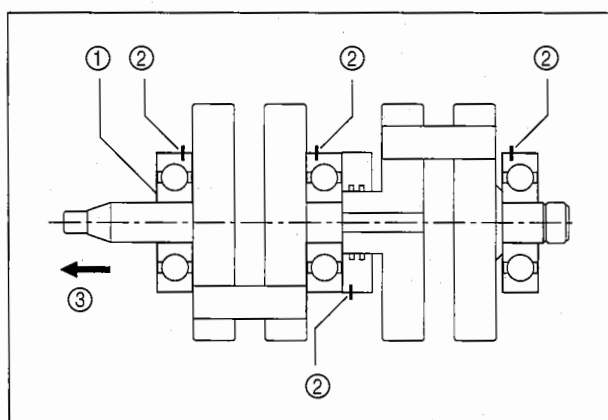 ① ② ② ②
③
②